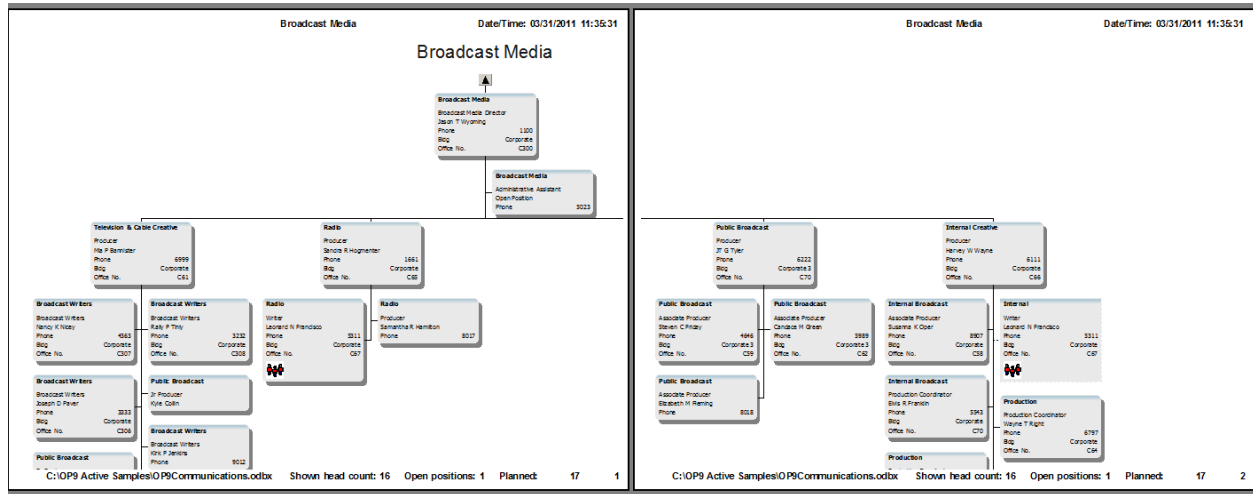 Broadcast Media Date/Time: 03/31/2011 11:35:31
Broadcast Media
Broadcast Media
Broadcast Media Director
Jason T Wyoming
Phone 1100
Bldg Corporate
Office No. C300
Broadcast Media
Administrative Assistant
Open Position
Phone 5023
Television & Cable Creative
Producer
Mia P Bannister
Phone 6999
Bldg Corporate
Office No. C61
Radio
Producer
Sandra R Hogmenter
Phone 1661
Bldg Corporate
Office No. C65
Broadcast Writers
Broadcast Writers
Nancy K Nicey
Phone 4363
Bldg Corporate
Office No. C307
Broadcast Writers
Broadcast Writers
Rally P Tinly
Phone 3232
Bldg Corporate
Office No. C308
Radio
Writer
Leonard N Francisco
Phone 5311
Bldg Corporate
Office No. C67
Radio
Producer
Samantha R Hamilton
Phone 8017
Broadcast Writers
Broadcast Writers
Joseph D Paver
Phone 3333
Bldg Corporate
Office No. C306
Public Broadcast
Jr Producer
Kyle Collin
Broadcast Writers
Broadcast Writers
Kirk P Jenkins
Phone 9012
Public Broadcast
C:\OP9 Active Samples\OP9Communications.odbx Shown head count: 16 Open positions: 1 Planned: 17 1
Broadcast Media Date/Time: 03/31/2011 11:35:31
Public Broadcast
Producer
JT G Tyler
Phone 6222
Bldg Corporate 3
Office No. C70
Internal Creative
Producer
Harvey W Wayne
Phone 6111
Bldg Corporate
Office No. C66
Public Broadcast
Associate Producer
Steven C Friday
Phone 4646
Bldg Corporate 3
Office No. C59
Public Broadcast
Associate Producer
Candace M Green
Phone 3989
Bldg Corporate 3
Office No. C62
Internal Broadcast
Associate Producer
Susanna K Oper
Phone 8907
Bldg Corporate
Office No. C58
Internal
Writer
Leonard N Francisco
Phone 5311
Bldg Corporate
Office No. C67
Public Broadcast
Associate Producer
Elizabeth M Fleming
Phone 8018
Internal Broadcast
Production Coordinator
Elvis R Franklin
Phone 5543
Bldg Corporate
Office No. C70
Production
Production Coordinator
Wayne T Right
Phone 6797
Bldg Corporate
Office No. C64
Production
C:\OP9 Active Samples\OP9Communications.odbx Shown head count: 16 Open positions: 1 Planned: 17 2